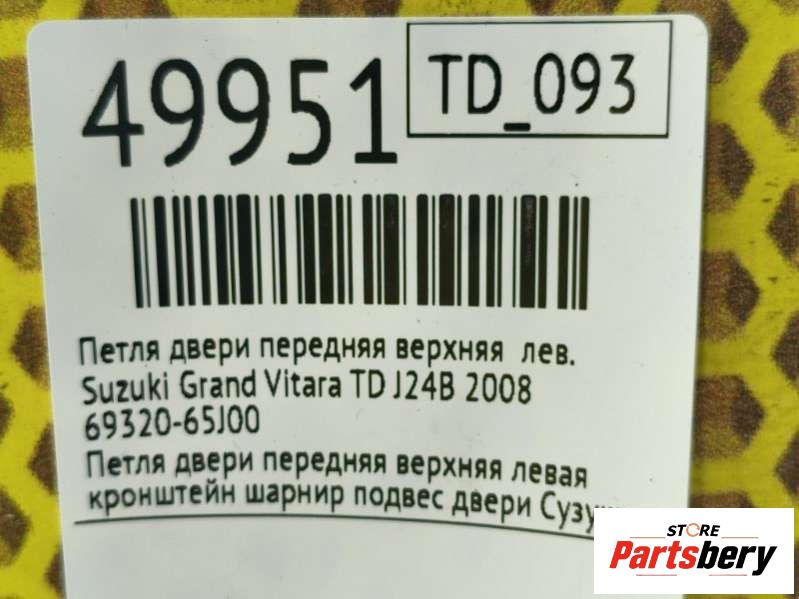 49951
TD_093
Петля двери передняя верхняя лев.
Suzuki Grand Vitara TD J24B 2008
69320-65J00
Петля двери передняя верхняя левая
кронштейн шарнир подвес двери
STORE
Partsbery